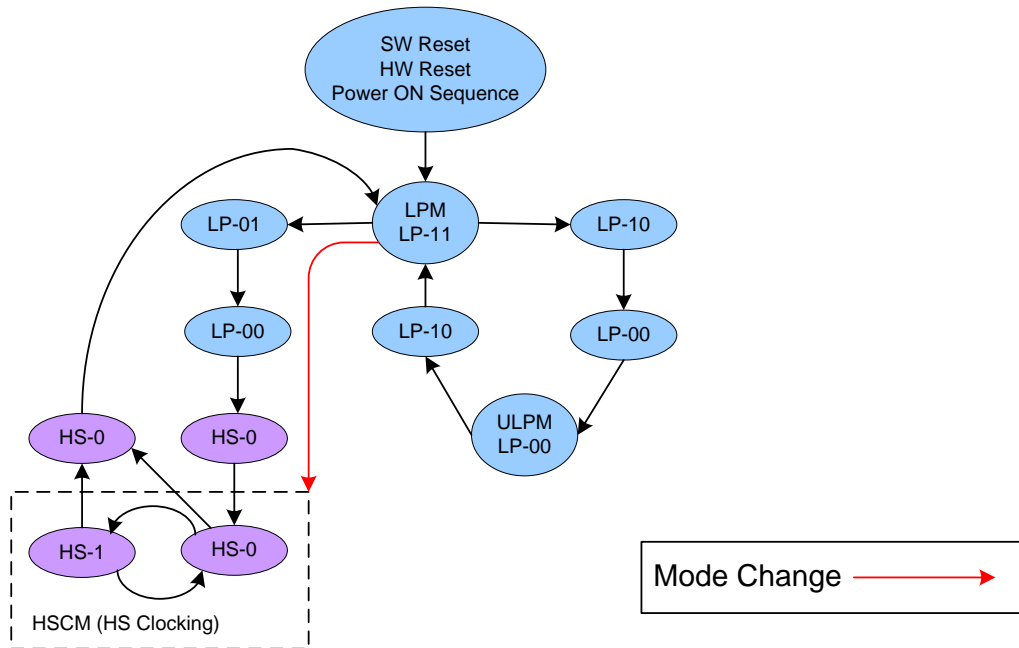 SW Reset
HW Reset
Power ON Sequence
LP-01
LPM
LP-11
LP-10
LP-00
LP-10
LP-00
HS-0
HS-0
ULPM
LP-00
HS-1
HS-0
HSCM (HS Clocking)
Mode Change